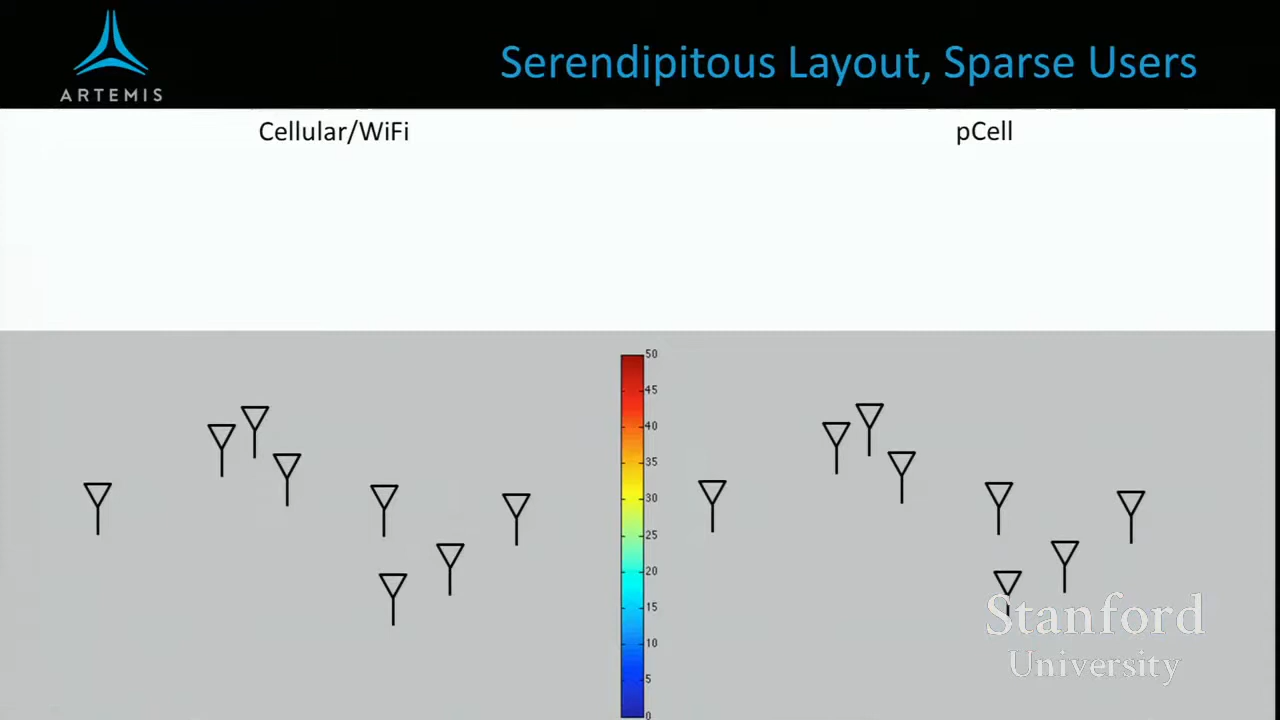 ARTEMIS
Serendipitous Layout, Sparse Users
Cellular/WiFi
pCell
50
45
40
35
30
25
20
15
10
5
0
Stanford
University